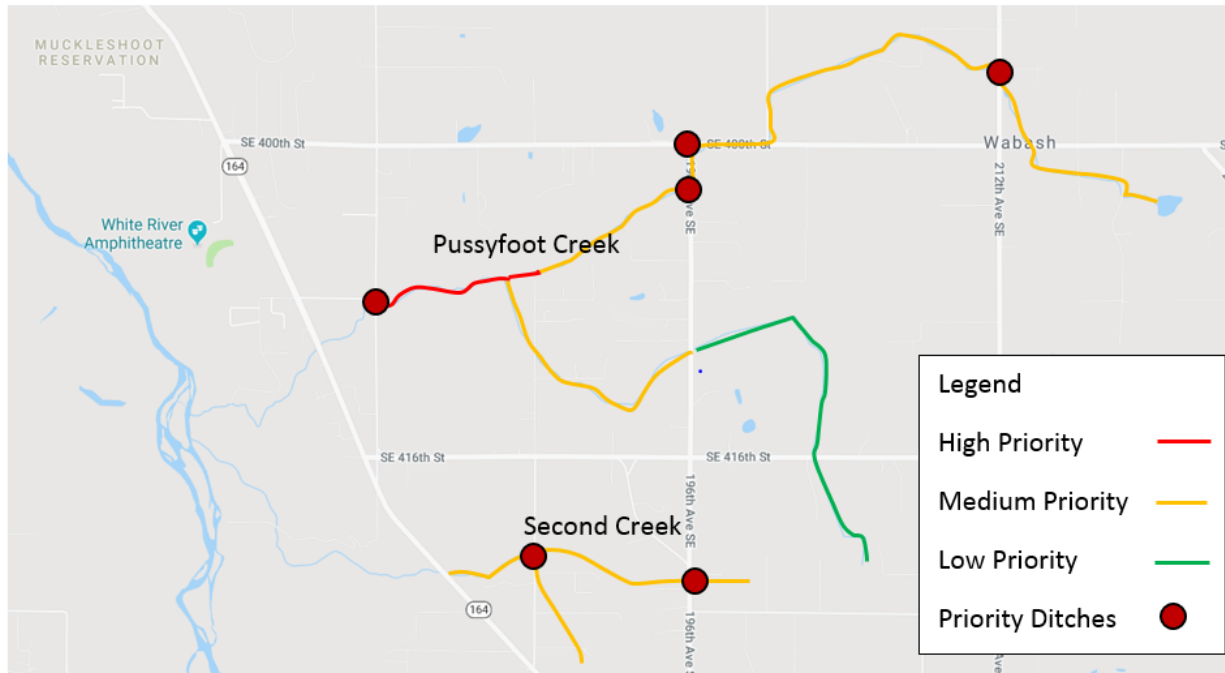 MUCKLESHOOT
RESERVATION
SE 400th St
SE 400th St
Wabash
164
196th Ave SE
212th Ave SE
White River
Amphitheatre
Pussyfoot Creek
Legend
High Priority
Medium Priority
Low Priority
Priority Ditches
SE 416th St
SE 416th St
196th Ave SE
Second Creek
164
196th Ave S